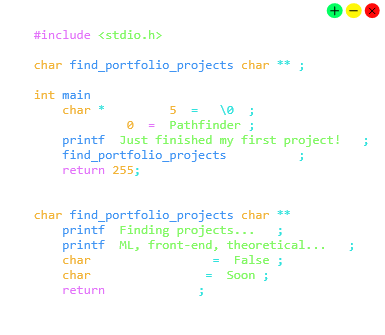 #include <stdio.h>
char find_portfolio_projects char ** ;
int main
char * 5 = \0 ;
0 = Pathfinder ;
printf Just finished my first project! ;
find_portfolio_projects ;
return 255;
char find_portfolio_projects char **
printf Finding projects... ;
printf ML, front-end, theoretical... ;
char = False ;
char = Soon ;
return ;